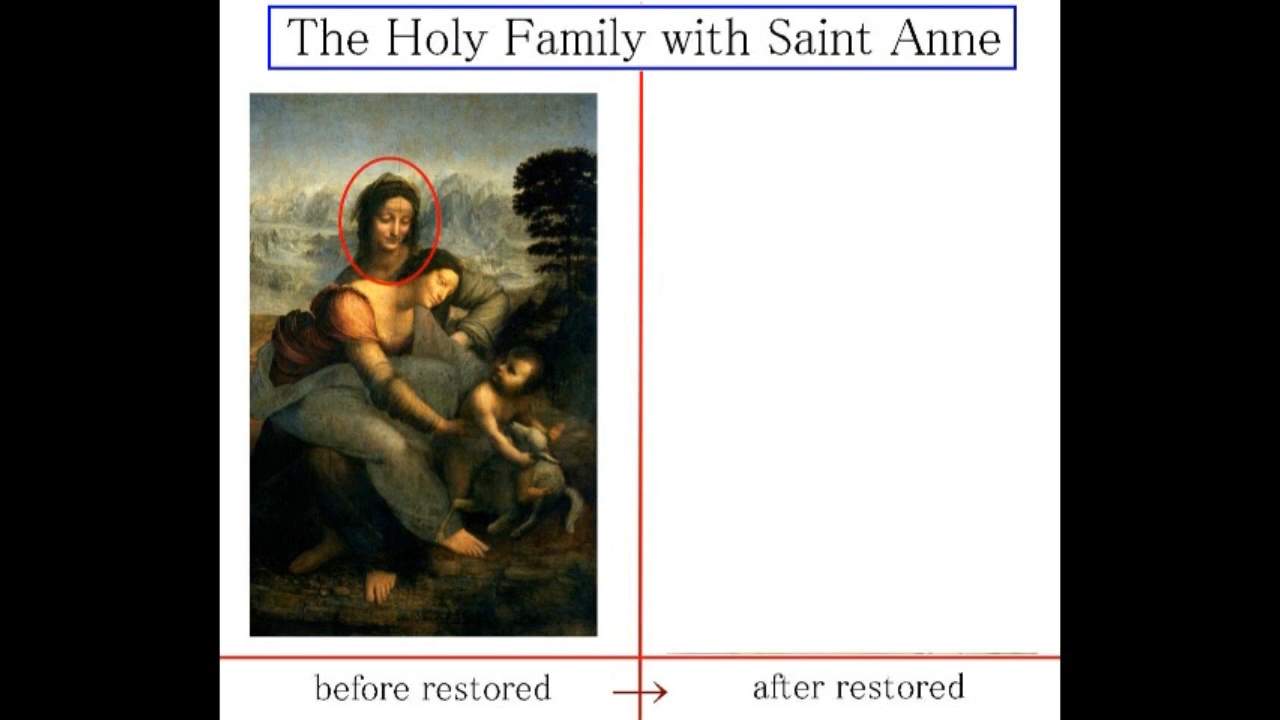 The Holy Family with Saint Anne
before restored → after restored